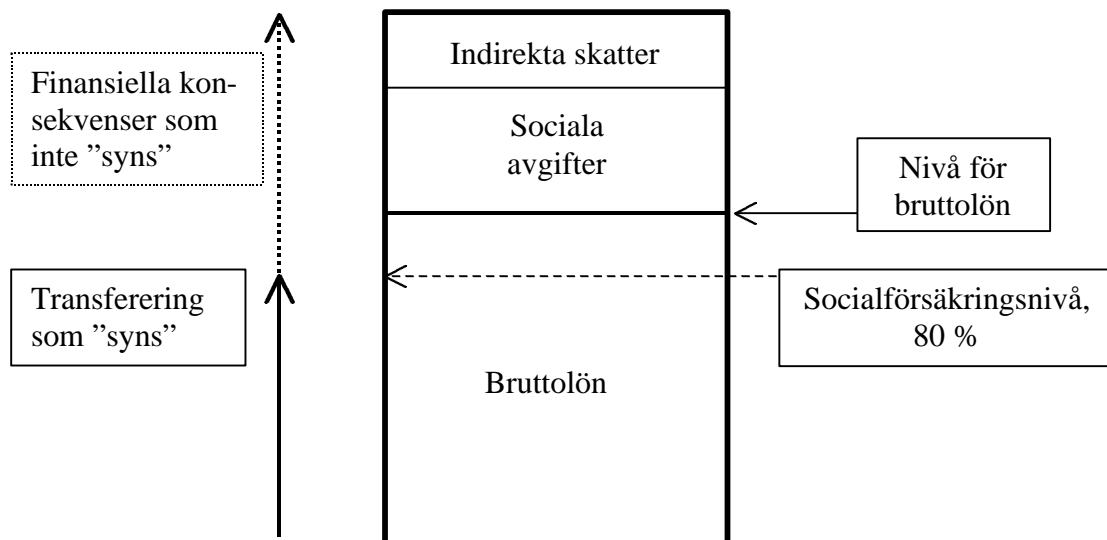 Indirekta skatter
Finansiella kon-
sekvenser som
inte ”syns”
Sociala
avgifter
Nivå för
bruttolön
Transferering
som ”syns”
Socialförsäkringsnivå,
80 %
Bruttolön